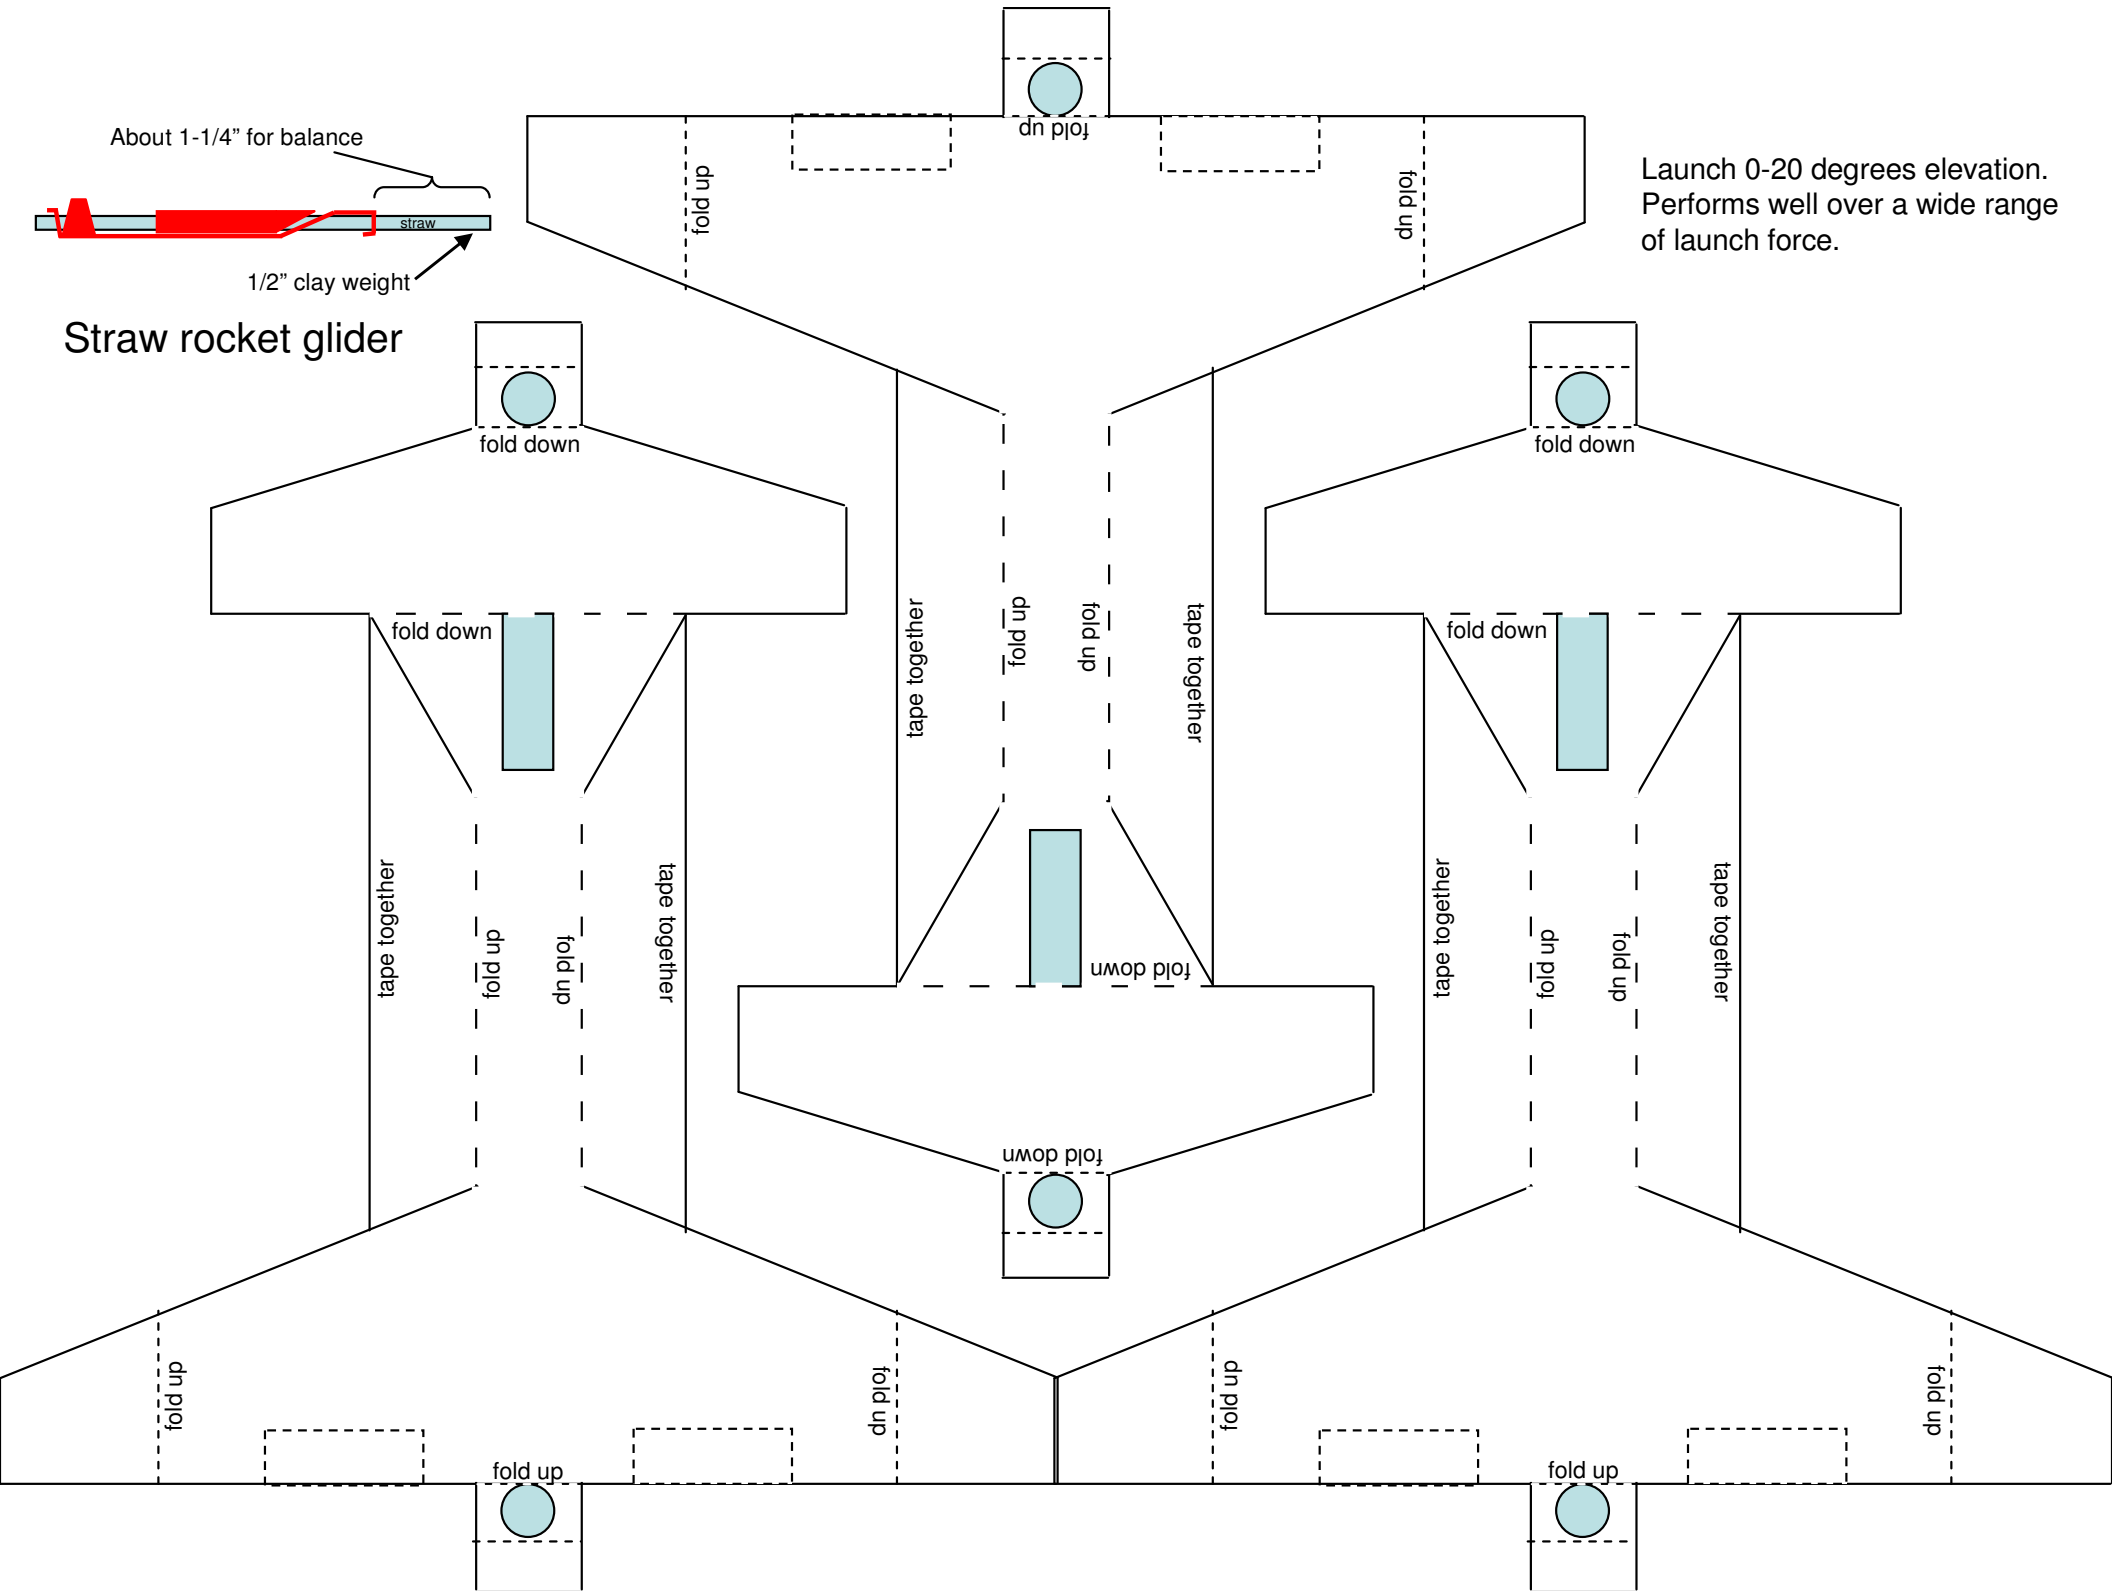 About 1-1/4” for balance
straw
1/2” clay weight
Straw rocket glider
Launch 0-20 degrees elevation.
Performs well over a wide range
of launch force.
fold up
fold up
fold up
tape together
fold up
fold up
tape together
fold down
fold down
fold down
fold down
tape together
fold up
fold up
tape together
fold up
fold up
fold up
fold down
fold down
tape together
fold up
fold up
tape together
fold up
fold up
fold up